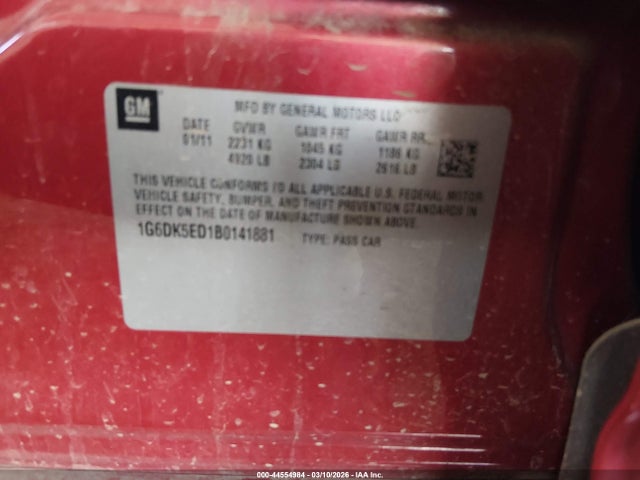 GM
MFD BY GENERAL MOTORS LLC
DATE GVWR GAWR FRT GAWR RR
01/11 2231 KG 1045 KG 1186 KG
4920 LB 2304 LB 2616 LB
THIS VEHICLE CONFORMS TO ALL APPLICABLE U.S. FEDERAL MOTOR
VEHICLE SAFETY, BUMPER, AND THEFT PREVENTION STANDARDS IN
EFFECT ON THE DATE OF MANUFACTURE SHOWN ABOVE.
1G6DK5ED1B0141881 TYPE: PASS CAR
000-44554984 - 03/10/2026 - IAA Inc.